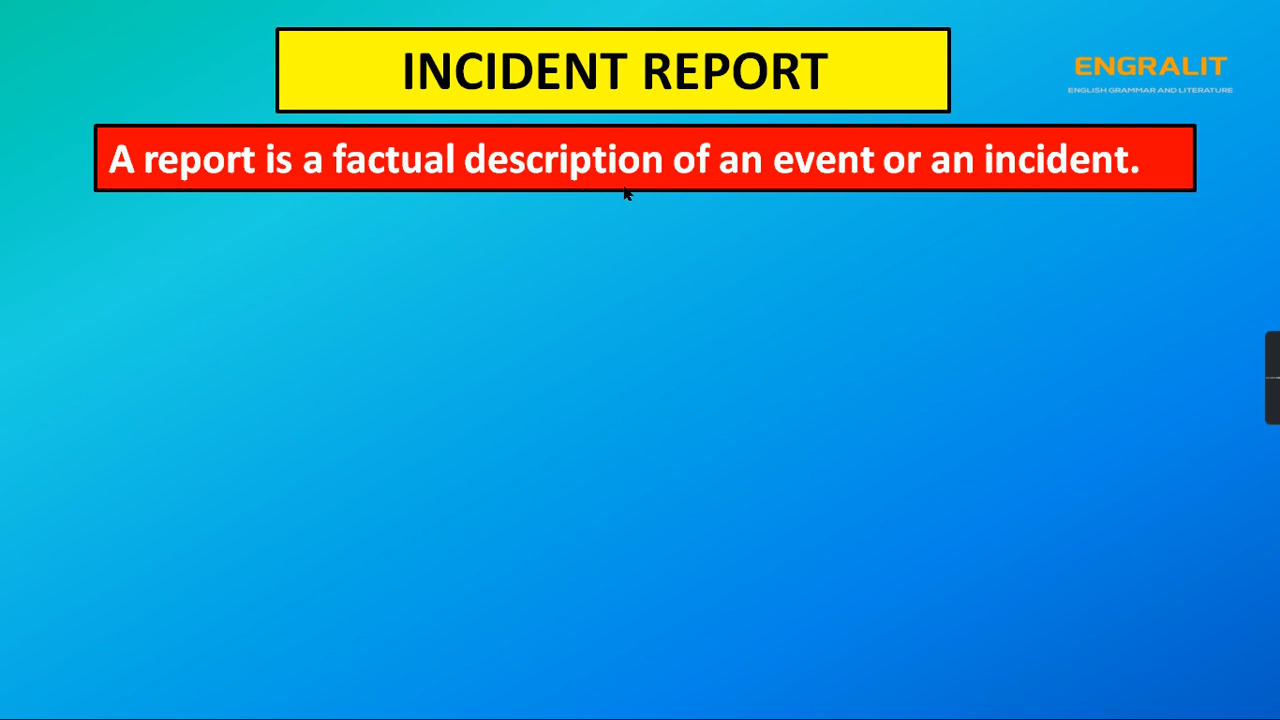 INCIDENT REPORT
ENGRALIT
ENGLISH GRAMMAR AND LITERATURE
A report is a factual description of an event or an incident.